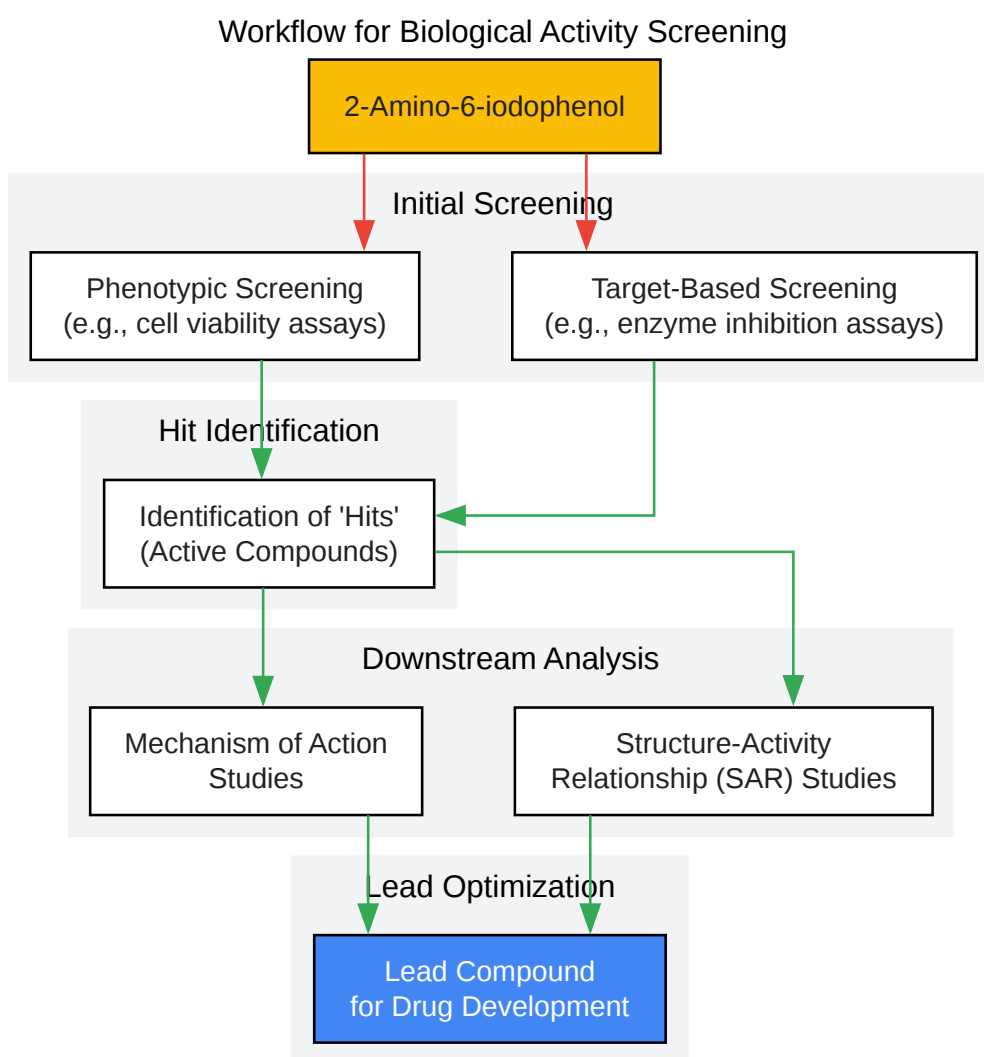 Workflow for Biological Activity Screening
2-Amino-6-iodophenol
Initial Screening
Phenotypic Screening
(e.g., cell viability assays)
Target-Based Screening
(e.g., enzyme inhibition assays)
Hit Identification
Identification of 'Hits'
(Active Compounds)
Downstream Analysis
Mechanism of Action
Studies
Structure-Activity
Relationship (SAR) Studies
Lead Optimization
Lead Compound
for Drug Development